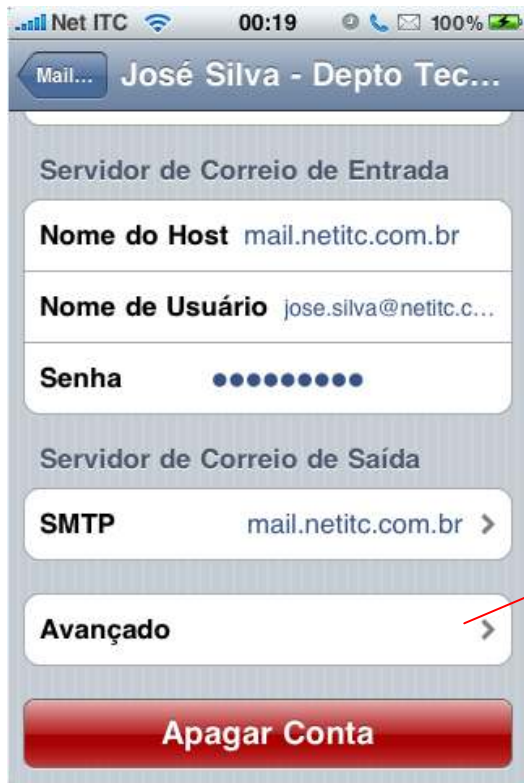 Net ITC 00:19 100%
Mail... José Silva - Depto Tec...
Servidor de Correio de Entrada
Nome do Host mail.netitc.com.br
Nome de Usuário jose.silva@netitc.c...
Senha •••••••••
Servidor de Correio de Saída
SMTP mail.netitc.com.br
Avançado
Apagar Conta